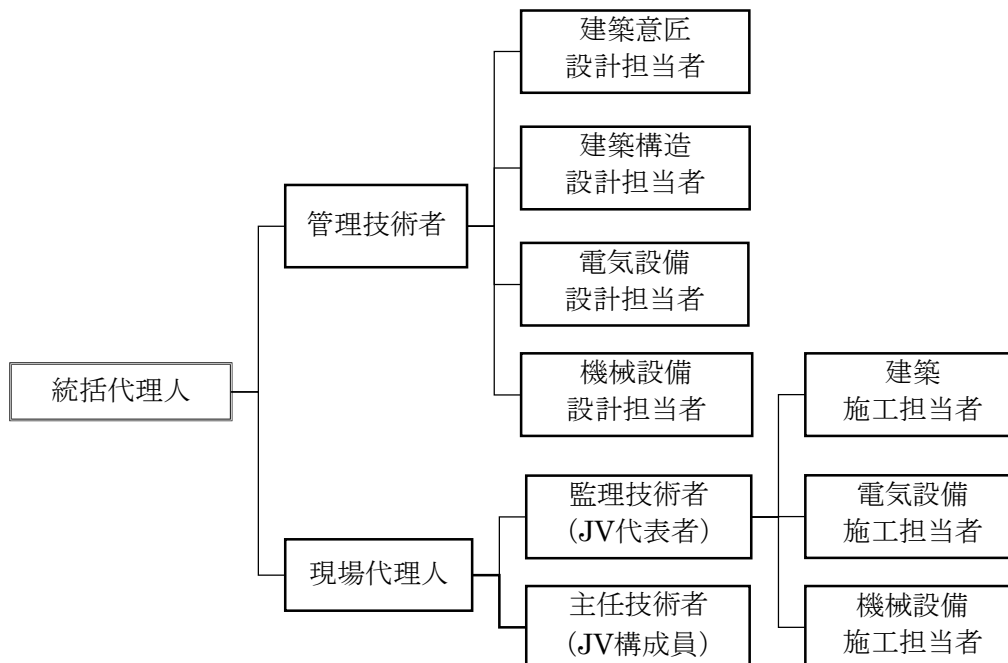 統括代理人
管理技術者
建築意匠
設計担当者
建築構造
設計担当者
電気設備
設計担当者
機械設備
設計担当者
現場代理人
監理技術者
(JV代表者)
建築
施工担当者
電気設備
施工担当者
機械設備
施工担当者
主任技術者
(JV構成員)